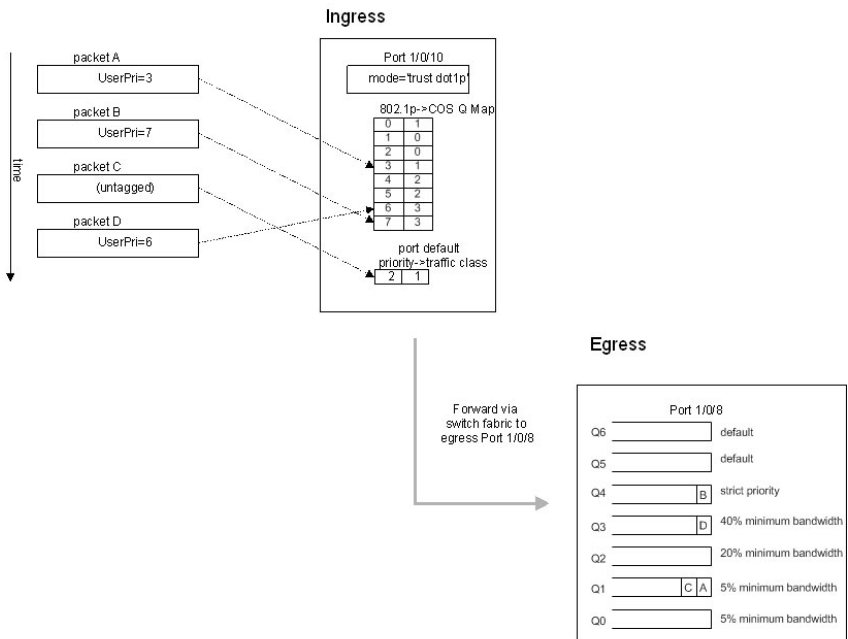 Ingress
packet A
UserPri=3
packet B
UserPri=7
packet C
(untagged)
packet D
UserPri=6
time
Port 1/0/10
mode='trust dot1p'
802.1p->COS Q Map
0 1
1 0
2 0
3 1
4 2
5 2
6 3
7 3
port default
priority->traffic class
2 1
Forward via
switch fabric to
egress Port 1/0/8
Egress
Port 1/0/8
Q6 default
Q5 default
Q4 B strict priority
Q3 D 40% minimum bandwidth
Q2 20% minimum bandwidth
Q1 C A 5% minimum bandwidth
Q0 5% minimum bandwidth